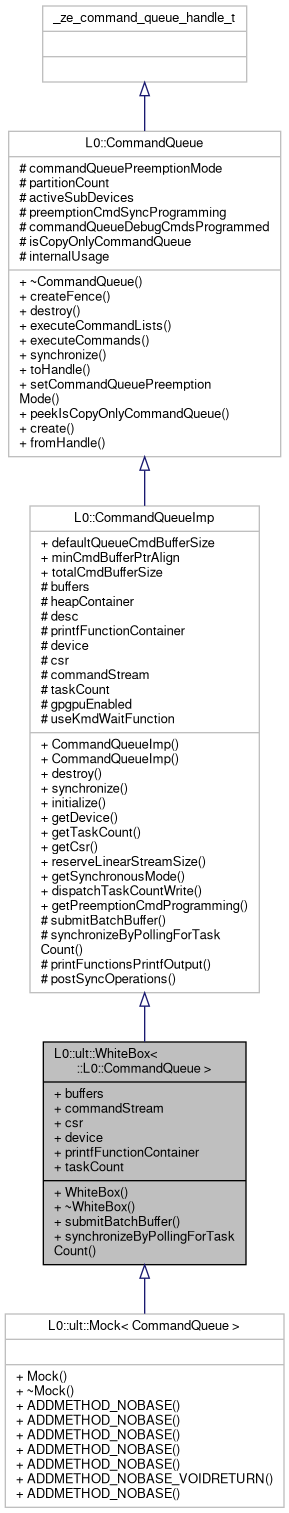 _ze_command_queue_handle_t
L0::CommandQueue
# commandQueuePreemptionMode
# partitionCount
# activeSubDevices
# preemptionCmdSyncProgramming
# commandQueueDebugCmdsProgrammed
# isCopyOnlyCommandQueue
# internalUsage
+ ~CommandQueue()
+ createFence()
+ destroy()
+ executeCommandLists()
+ executeCommands()
+ synchronize()
+ toHandle()
+ setCommandQueuePreemption
Mode()
+ peekIsCopyOnlyCommandQueue()
+ create()
+ fromHandle()
L0::CommandQueueImp
+ defaultQueueCmdBufferSize
+ minCmdBufferPtrAlign
+ totalCmdBufferSize
# buffers
# heapContainer
# desc
# printfFunctionContainer
# device
# csr
# commandStream
# taskCount
# gpgpuEnabled
# useKmdWaitFunction
+ CommandQueueImp()
+ CommandQueueImp()
+ destroy()
+ synchronize()
+ initialize()
+ getDevice()
+ getTaskCount()
+ getCsr()
+ reserveLinearStreamSize()
+ getSynchronousMode()
+ dispatchTaskCountWrite()
+ getPreemptionCmdProgramming()
# submitBatchBuffer()
# synchronizeByPollingForTask
Count()
# printFunctionsPrintfOutput()
# postSyncOperations()
L0::ult::WhiteBox<
::L0::CommandQueue >
+ buffers
+ commandStream
+ csr
+ device
+ printfFunctionContainer
+ taskCount
+ WhiteBox()
+ ~WhiteBox()
+ submitBatchBuffer()
+ synchronizeByPollingForTask
Count()
L0::ult::Mock< CommandQueue >
+ Mock()
+ ~Mock()
+ ADDMETHOD_NOBASE()
+ ADDMETHOD_NOBASE()
+ ADDMETHOD_NOBASE()
+ ADDMETHOD_NOBASE()
+ ADDMETHOD_NOBASE()
+ ADDMETHOD_NOBASE_VOIDRETURN()
+ ADDMETHOD_NOBASE()